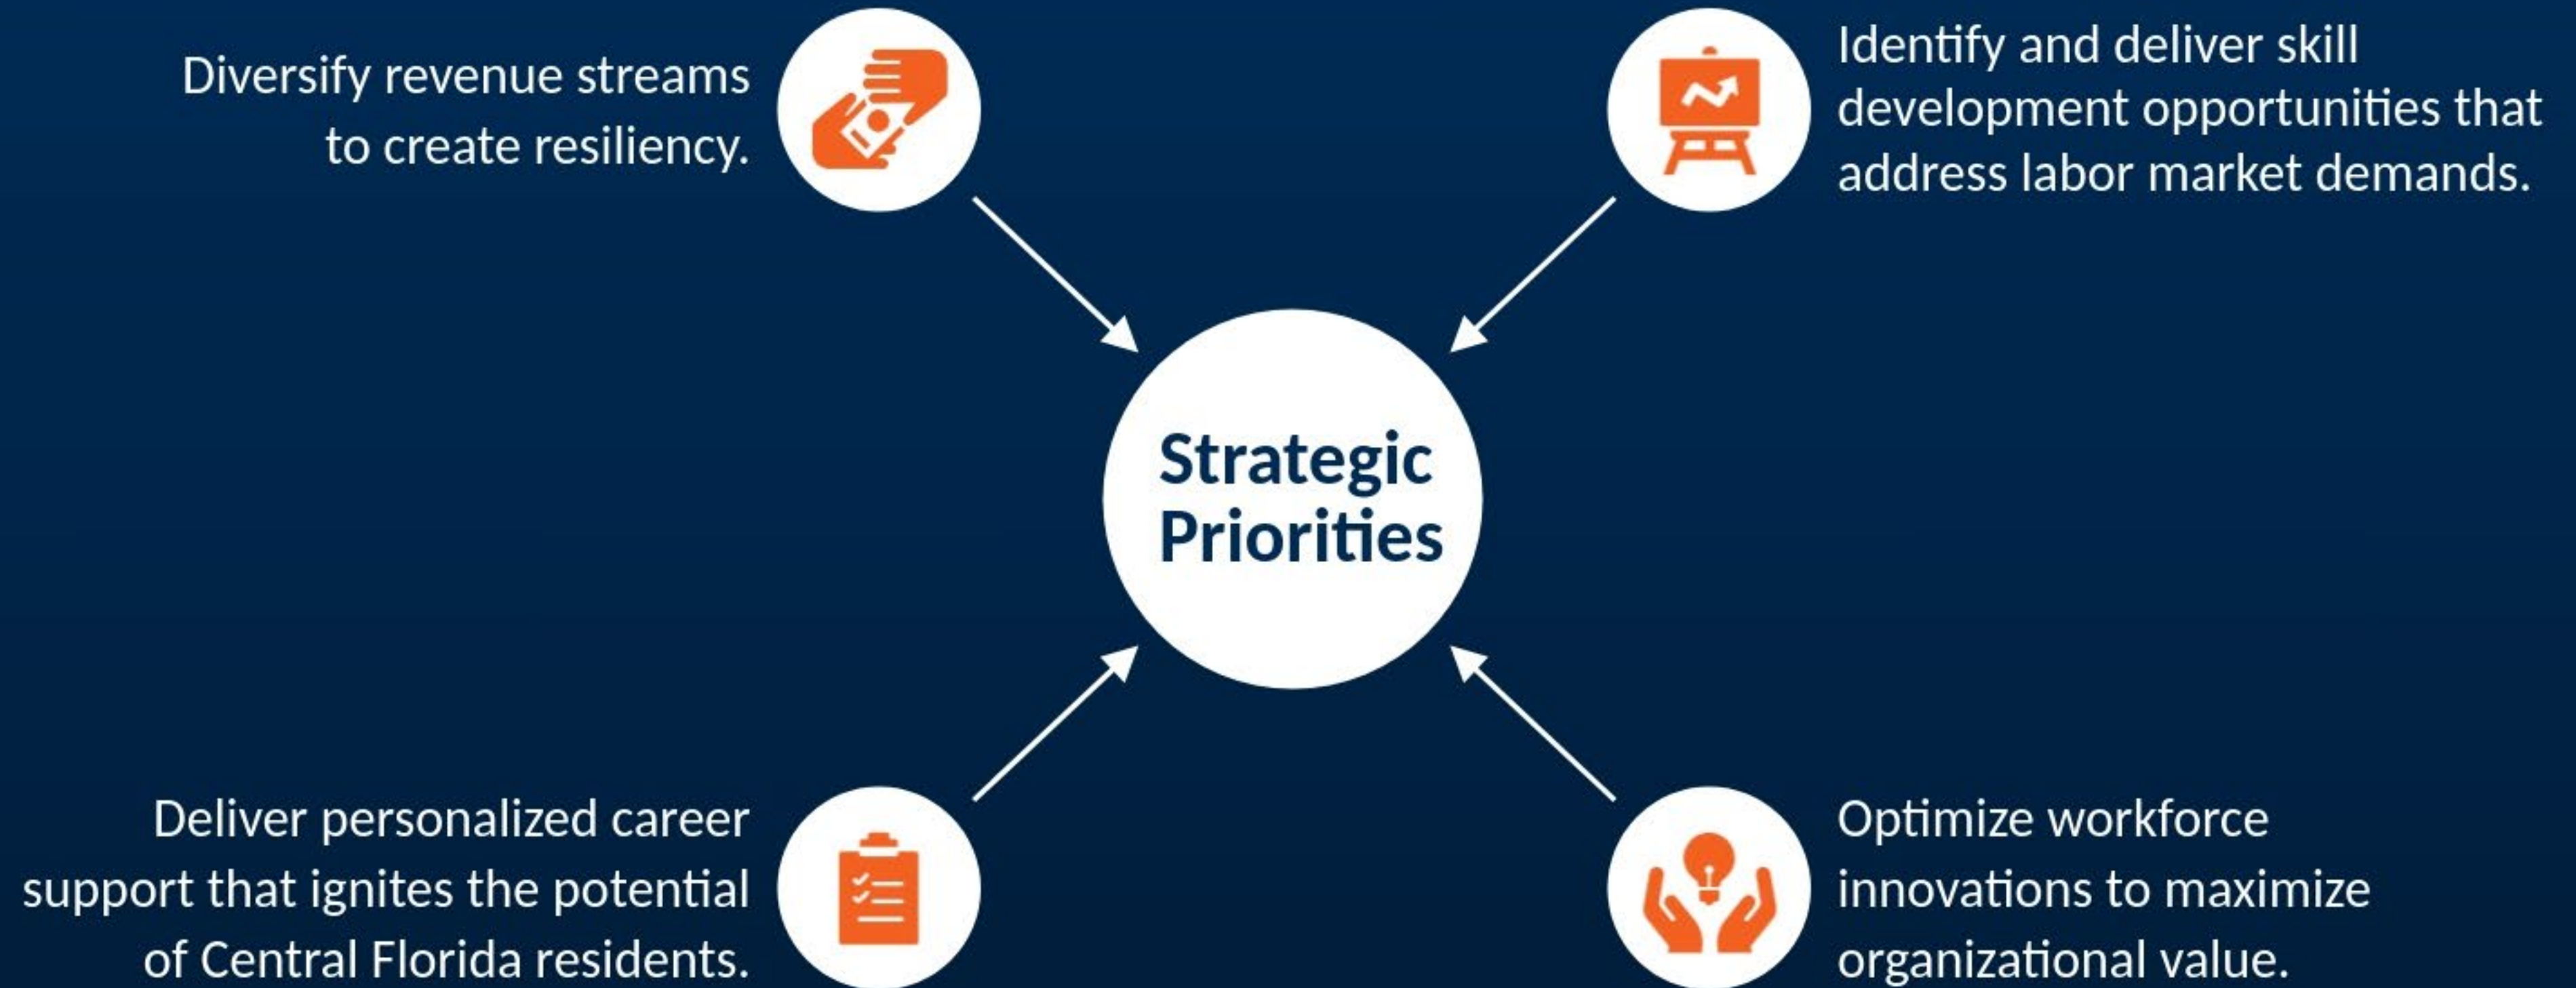 Diversify revenue streams
to create resiliency.
Identify and deliver skill
development opportunities that
address labor market demands.
Strategic
Priorities
Deliver personalized career
support that ignites the potential
of Central Florida residents.
Optimize workforce
innovations to maximize
organizational value.